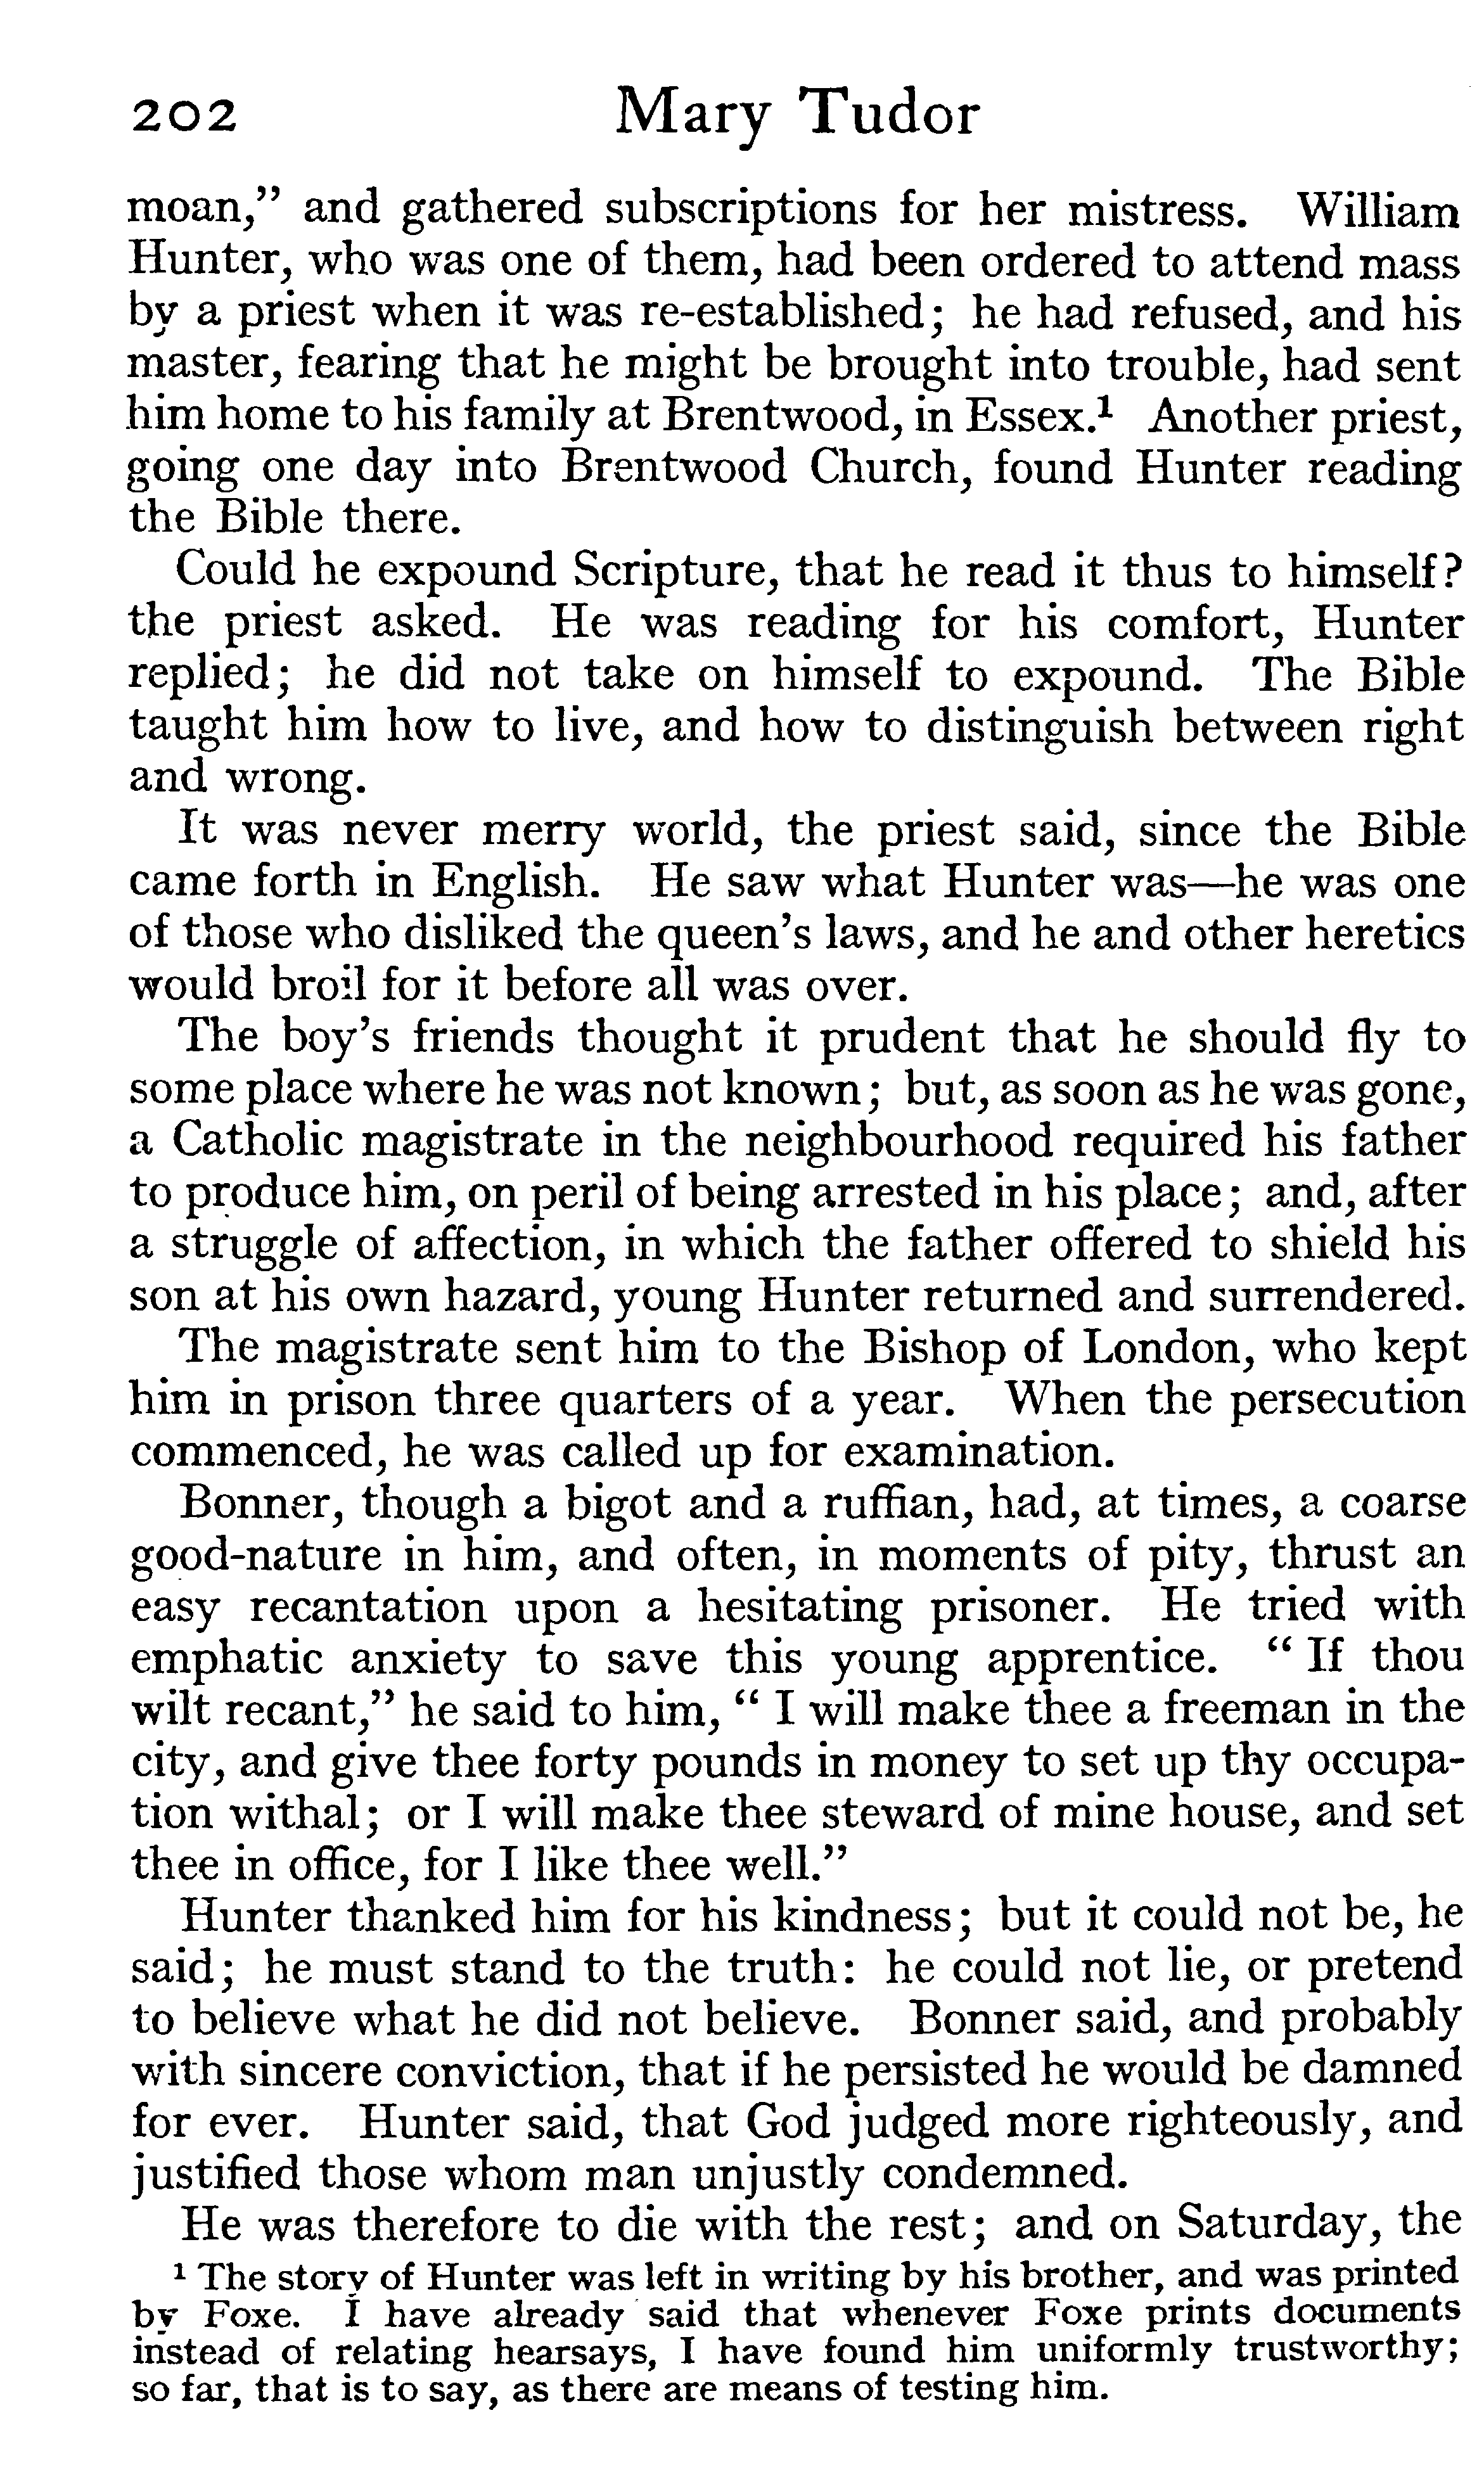 202 Mary Tudor
moan,” and gathered subscriptions for her mistress. William
Hunter, who was one of them, had been ordered to attend mass
by a priest when it was re-established; he had refused, and his
master, fearing that he might be brought into trouble, had sent
him home to his family at Brentwood, in Essex.¹ Another priest,
going one day into Brentwood Church, found Hunter reading
the Bible there.
Could he expound Scripture, that he read it thus to himself?
the priest asked. He was reading for his comfort, Hunter
replied; he did not take on himself to expound. The Bible
taught him how to live, and how to distinguish between right
and wrong.
It was never merry world, the priest said, since the Bible
came forth in English. He saw what Hunter was—he was one
of those who disliked the queen’s laws, and he and other heretics
would broil for it before all was over.
The boy’s friends thought it prudent that he should fly to
some place where he was not known; but, as soon as he was gone,
a Catholic magistrate in the neighbourhood required his father
to produce him, on peril of being arrested in his place; and, after
a struggle of affection, in which the father offered to shield his
son at his own hazard, young Hunter returned and surrendered.
The magistrate sent him to the Bishop of London, who kept
him in prison three quarters of a year. When the persecution
commenced, he was called up for examination.
Bonner, though a bigot and a ruffian, had, at times, a coarse
good-nature in him, and often, in moments of pity, thrust an
easy recantation upon a hesitating prisoner. He tried with
emphatic anxiety to save this young apprentice. “ If thou
wilt recant,” he said to him, “ I will make thee a freeman in the
city, and give thee forty pounds in money to set up thy occupa-
tion withal; or I will make thee steward of mine house, and set
thee in office, for I like thee well.”
Hunter thanked him for his kindness; but it could not be, he
said; he must stand to the truth: he could not lie, or pretend
to believe what he did not believe. Bonner said, and probably
with sincere conviction, that if he persisted he would be damned
for ever. Hunter said, that God judged more righteously, and
justified those whom man unjustly condemned.
He was therefore to die with the rest; and on Saturday, the
¹ The story of Hunter was left in writing by his brother, and was printed
by Foxe. I have already said that whenever Foxe prints documents
instead of relating hearsays, I have found him uniformly trustworthy;
so far, that is to say, as there are means of testing him.